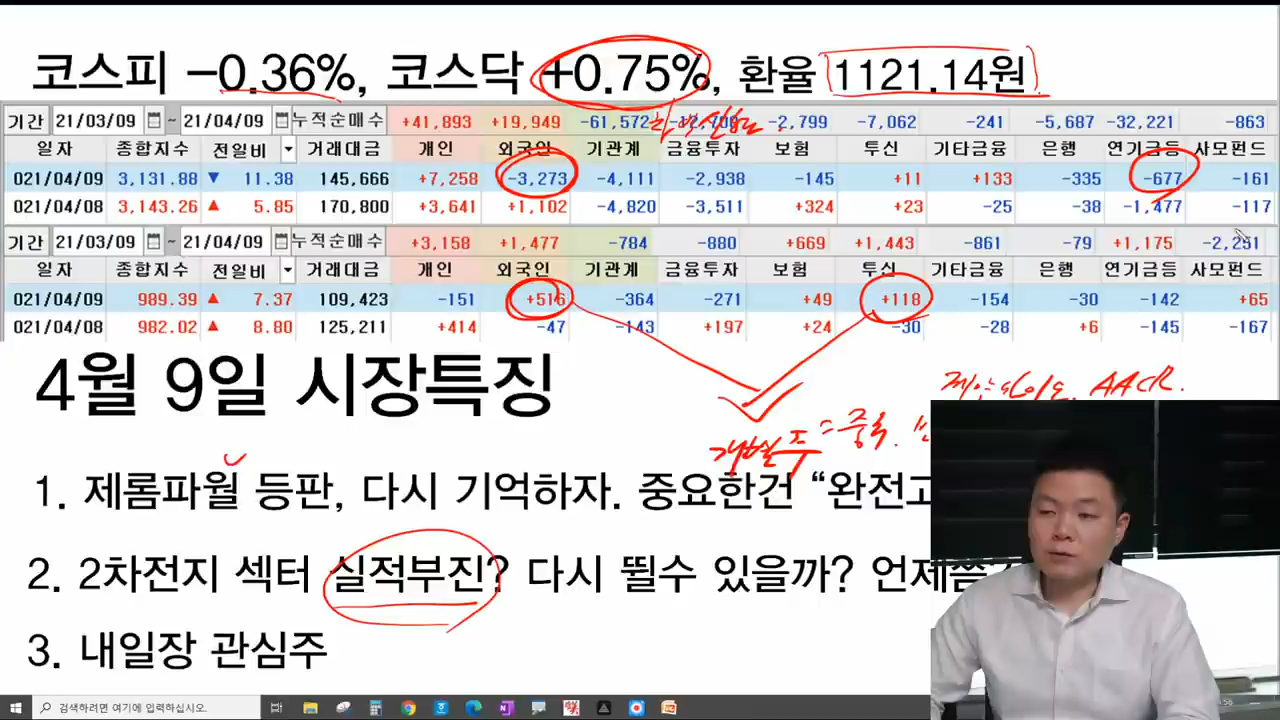 코스피 -0.36%, 코스닥 +0.75%, 환율 1121.14원
기간 21/03/09 ~ 21/04/09 누적순매수 +41,893 +19,949 -61,572 -2,799 -7,062 -241 -5,687 -32,221 -863
일자 종합지수 전일비 거래대금 개인 외국인 기관계 금융투자 보험 투신 기타금융 은행 연기금등 사모펀드
021/04/09 3,131.88 ▼ 11.38 145,666 +7,258 -3,273 -4,111 -2,938 -145 +11 +133 -335 -677 -161
021/04/08 3,143.26 ▲ 5.85 170,800 +3,641 +1,102 -4,820 -3,511 +324 +23 -25 -38 -1,477 -117
기간 21/03/09 ~ 21/04/09 누적순매수 +3,158 +1,477 -784 -880 +669 +1,443 -861 -79 +1,175 -2,251
일자 종합지수 전일비 거래대금 개인 외국인 기관계 금융투자 보험 투신 기타금융 은행 연기금등 사모펀드
021/04/09 989.39 ▲ 7.37 109,423 -151 +516 -364 -271 +49 +118 -154 -30 -142 +65
021/04/08 982.02 ▲ 8.80 125,211 +414 -47 -143 +197 +24 -30 -28 +6 -145 -167
4월 9일 시장특징
AACR.
개별주 = 중국.
1. 제롬파월 등판, 다시 기억하자. 중요한건 “완전고
2. 2차전지 섹터 실적부진? 다시 뛸수 있을까? 언제쯤?
3. 내일장 관심주
검색하려면 여기에 입력하십시오.